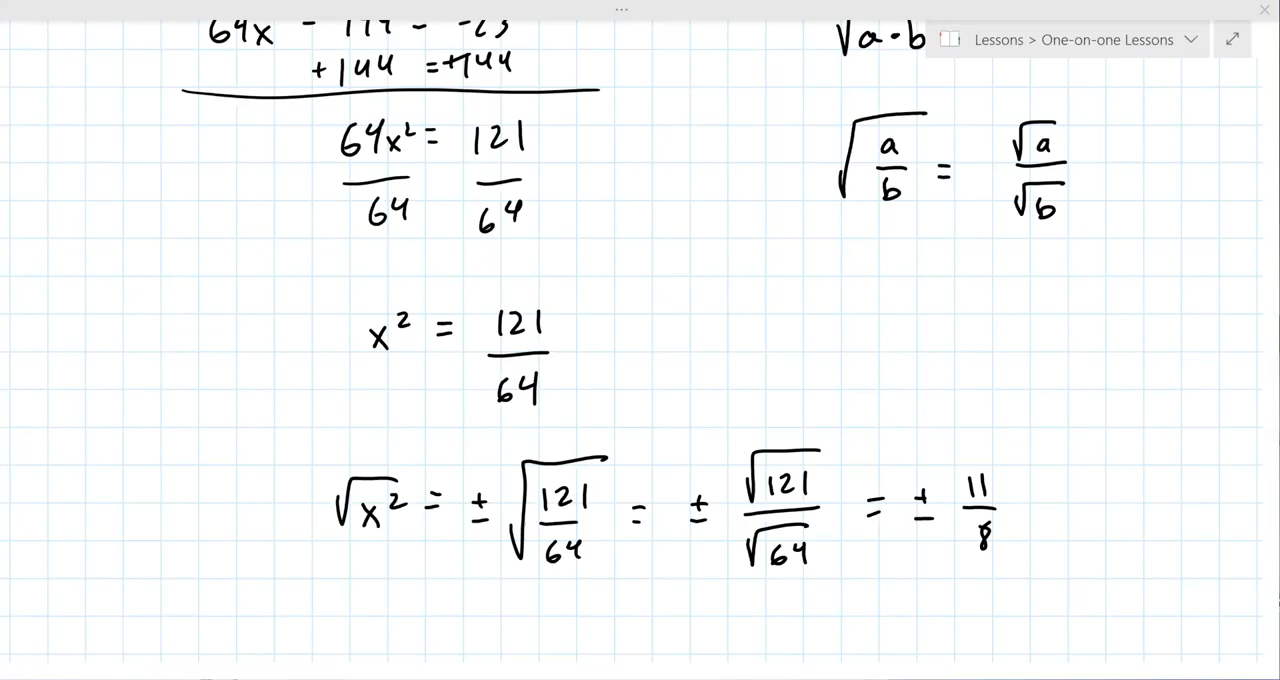 Lessons > One-on-one Lessons
+144 = +144
√a·b
64x² = 121
64 64
√(a/b) = √a/√b
x² = 121/64
√x² = ± √(121/64) = ± √121/√64 = ± 11/8